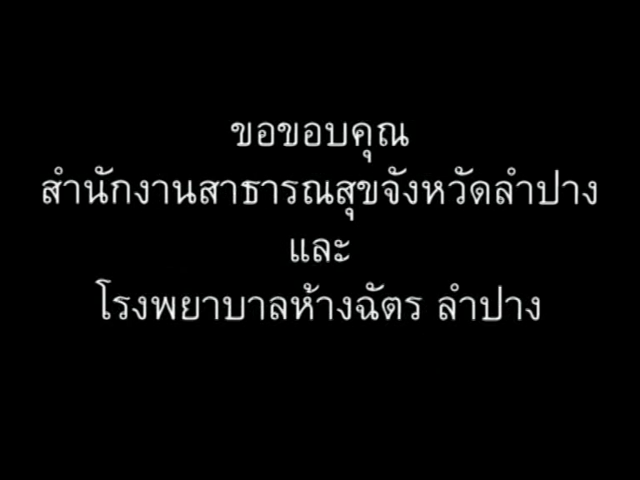 ขอขอบคุณ
สำนักงานสาธารณสุขจังหวัดลำปาง
และ
โรงพยาบาลห้างฉัตร ลำปาง